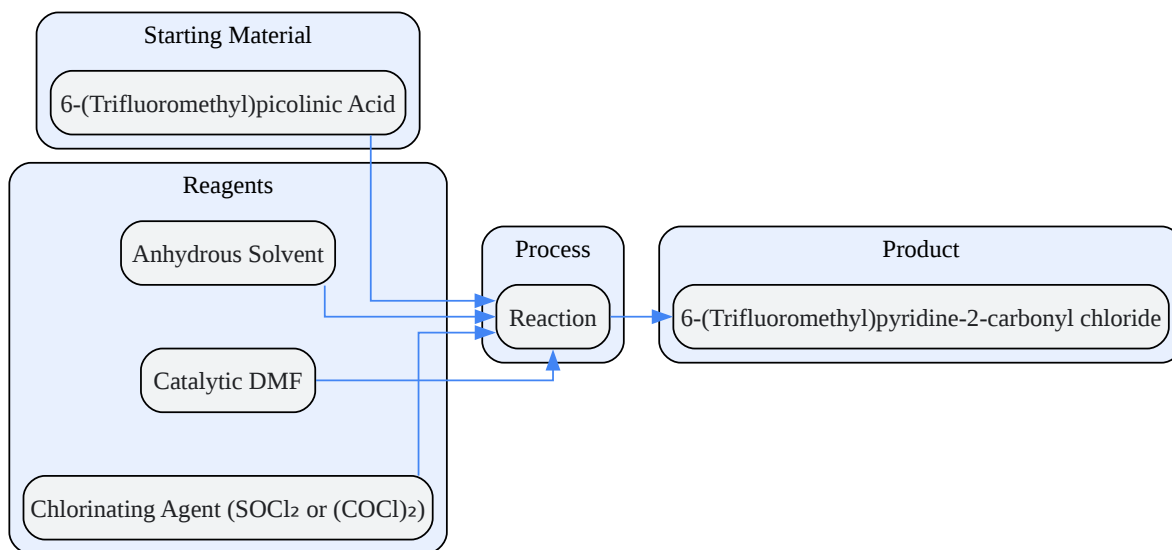 Starting Material
6-(Trifluoromethyl)picolinic Acid
Reagents
Anhydrous Solvent
Catalytic DMF
Chlorinating Agent (SOCl₂ or (COCl)₂)
Process
Reaction
Product
6-(Trifluoromethyl)pyridine-2-carbonyl chloride